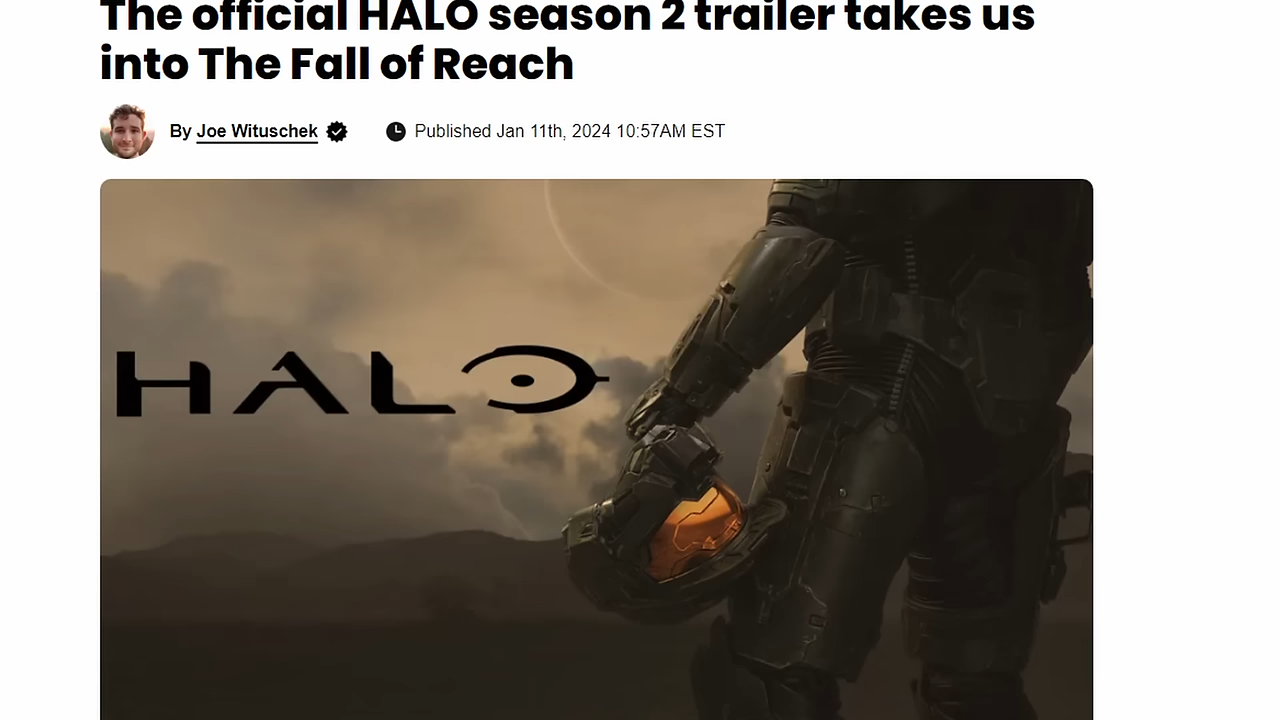 The official HALO season 2 trailer takes us
into The Fall of Reach
By Joe Wituschek
Published Jan 11th, 2024 10:57AM EST
HALO